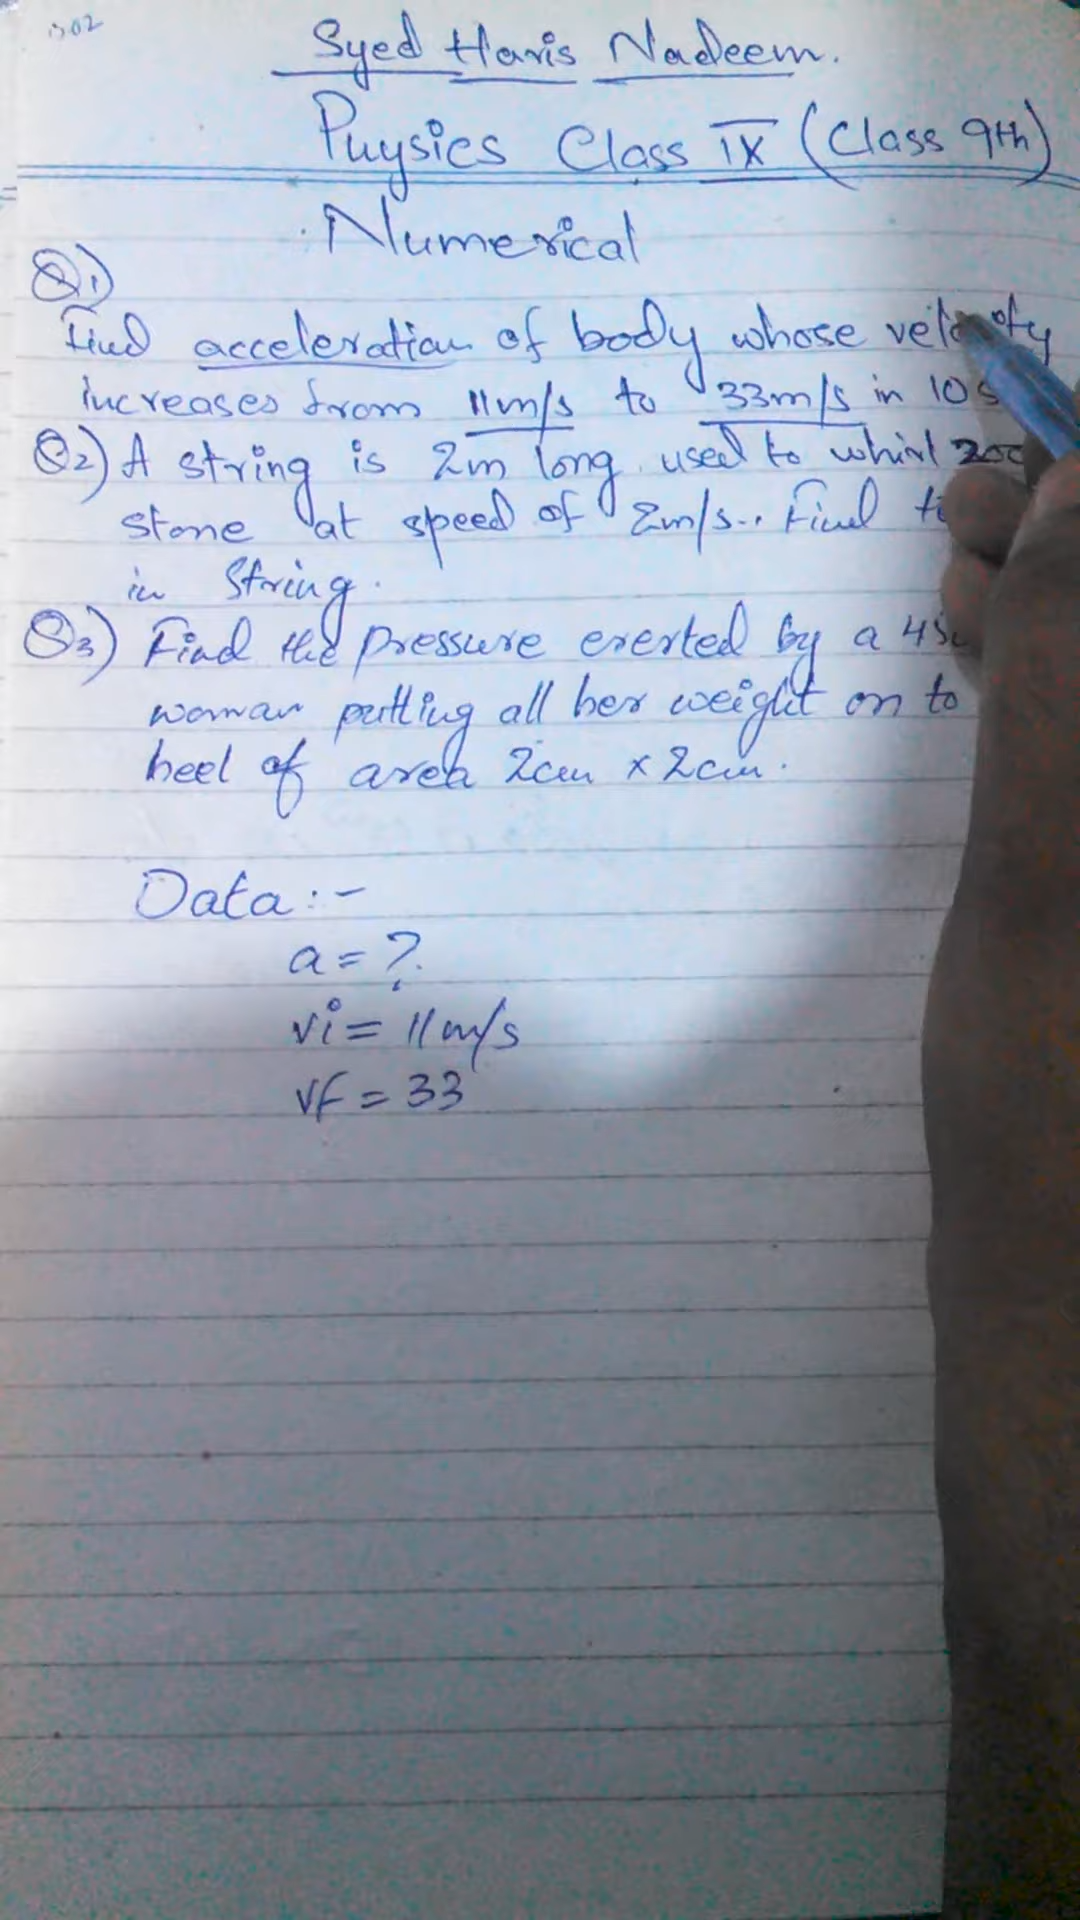 Syed Haris Nadeem.
Physics Class IX (Class 9th)
Numerical
Q1)
Find acceleration of body whose velocity
increases from 11m/s to 33m/s in 10s
Q2) A string is 2m long used to whirl 200
stone at speed of 2m/s. Find
in String.
Q3) Find the pressure exerted by a
woman putting all her weight on to
heel of area 2cm x 2cm.
Data :-
a = ?
vi = 11m/s
vf = 33